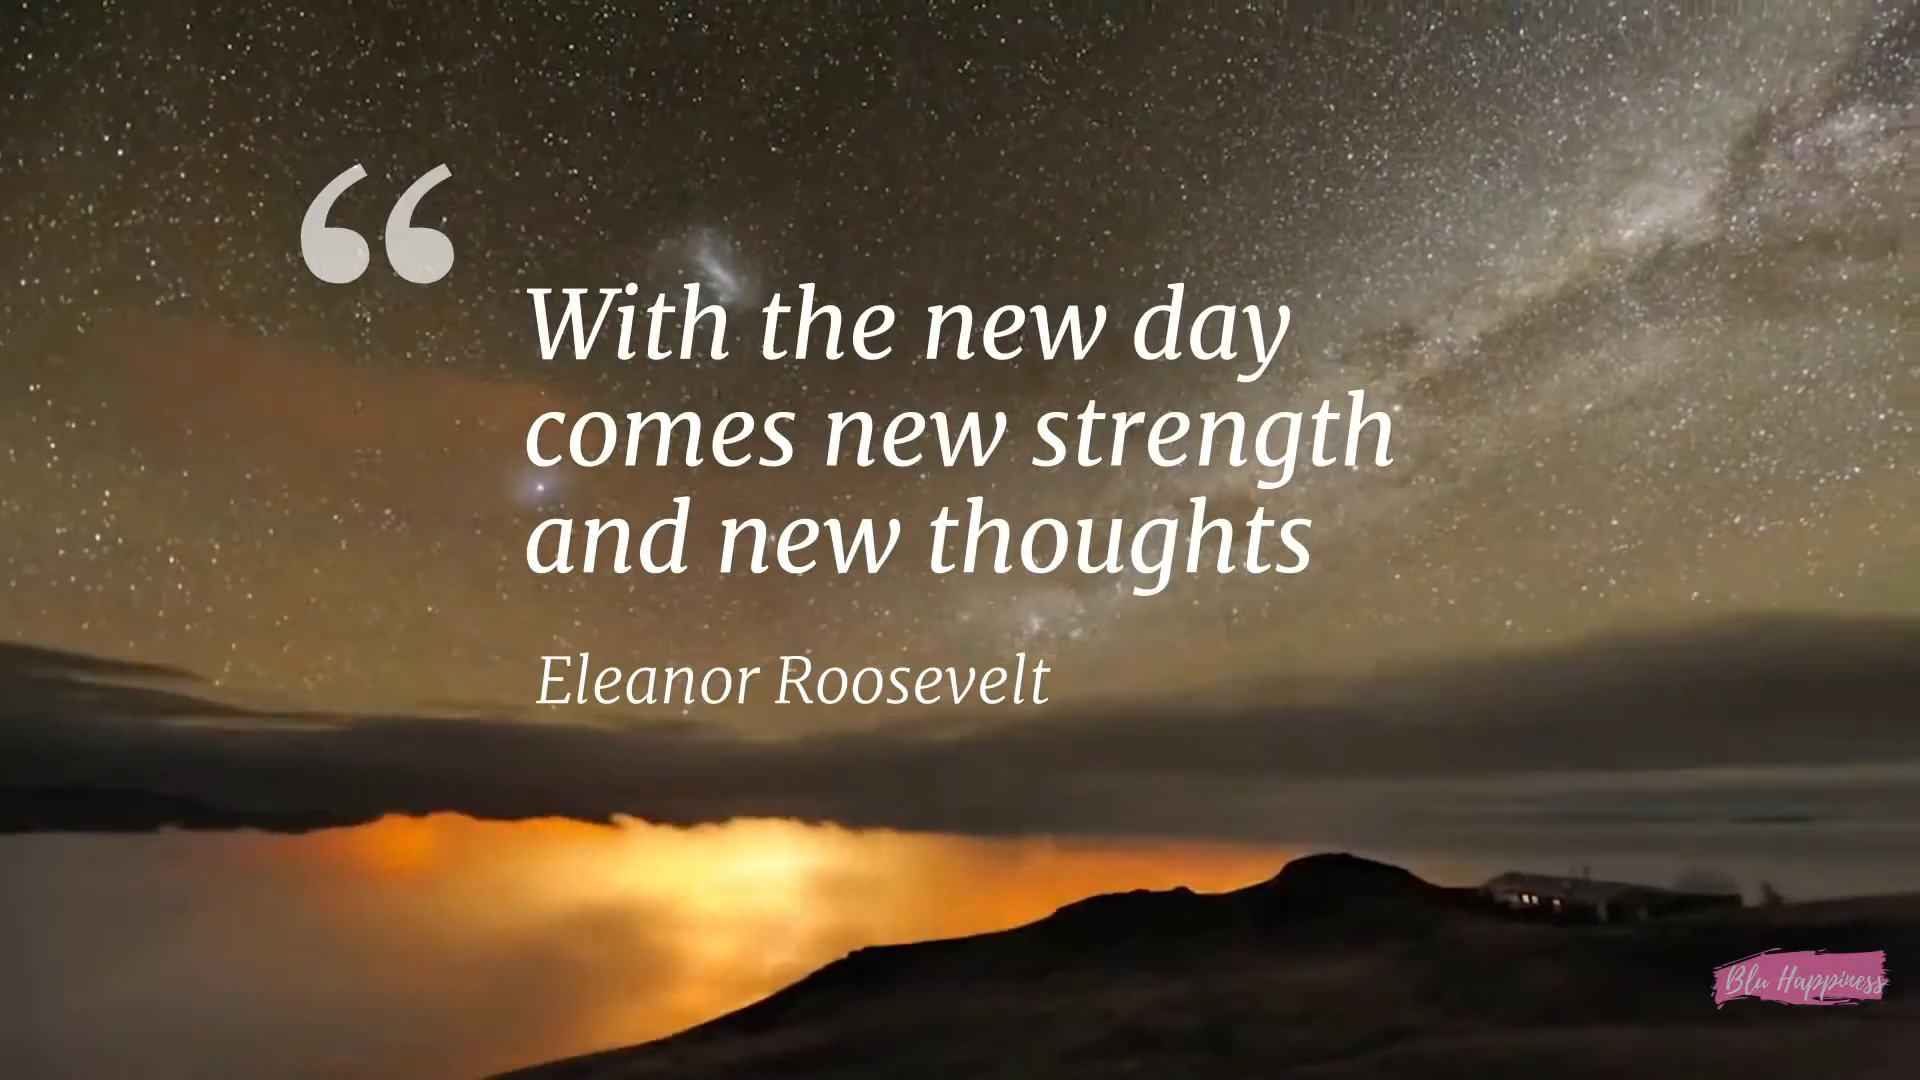 “
With the new day
comes new strength
and new thoughts
Eleanor Roosevelt
Blu Happiness